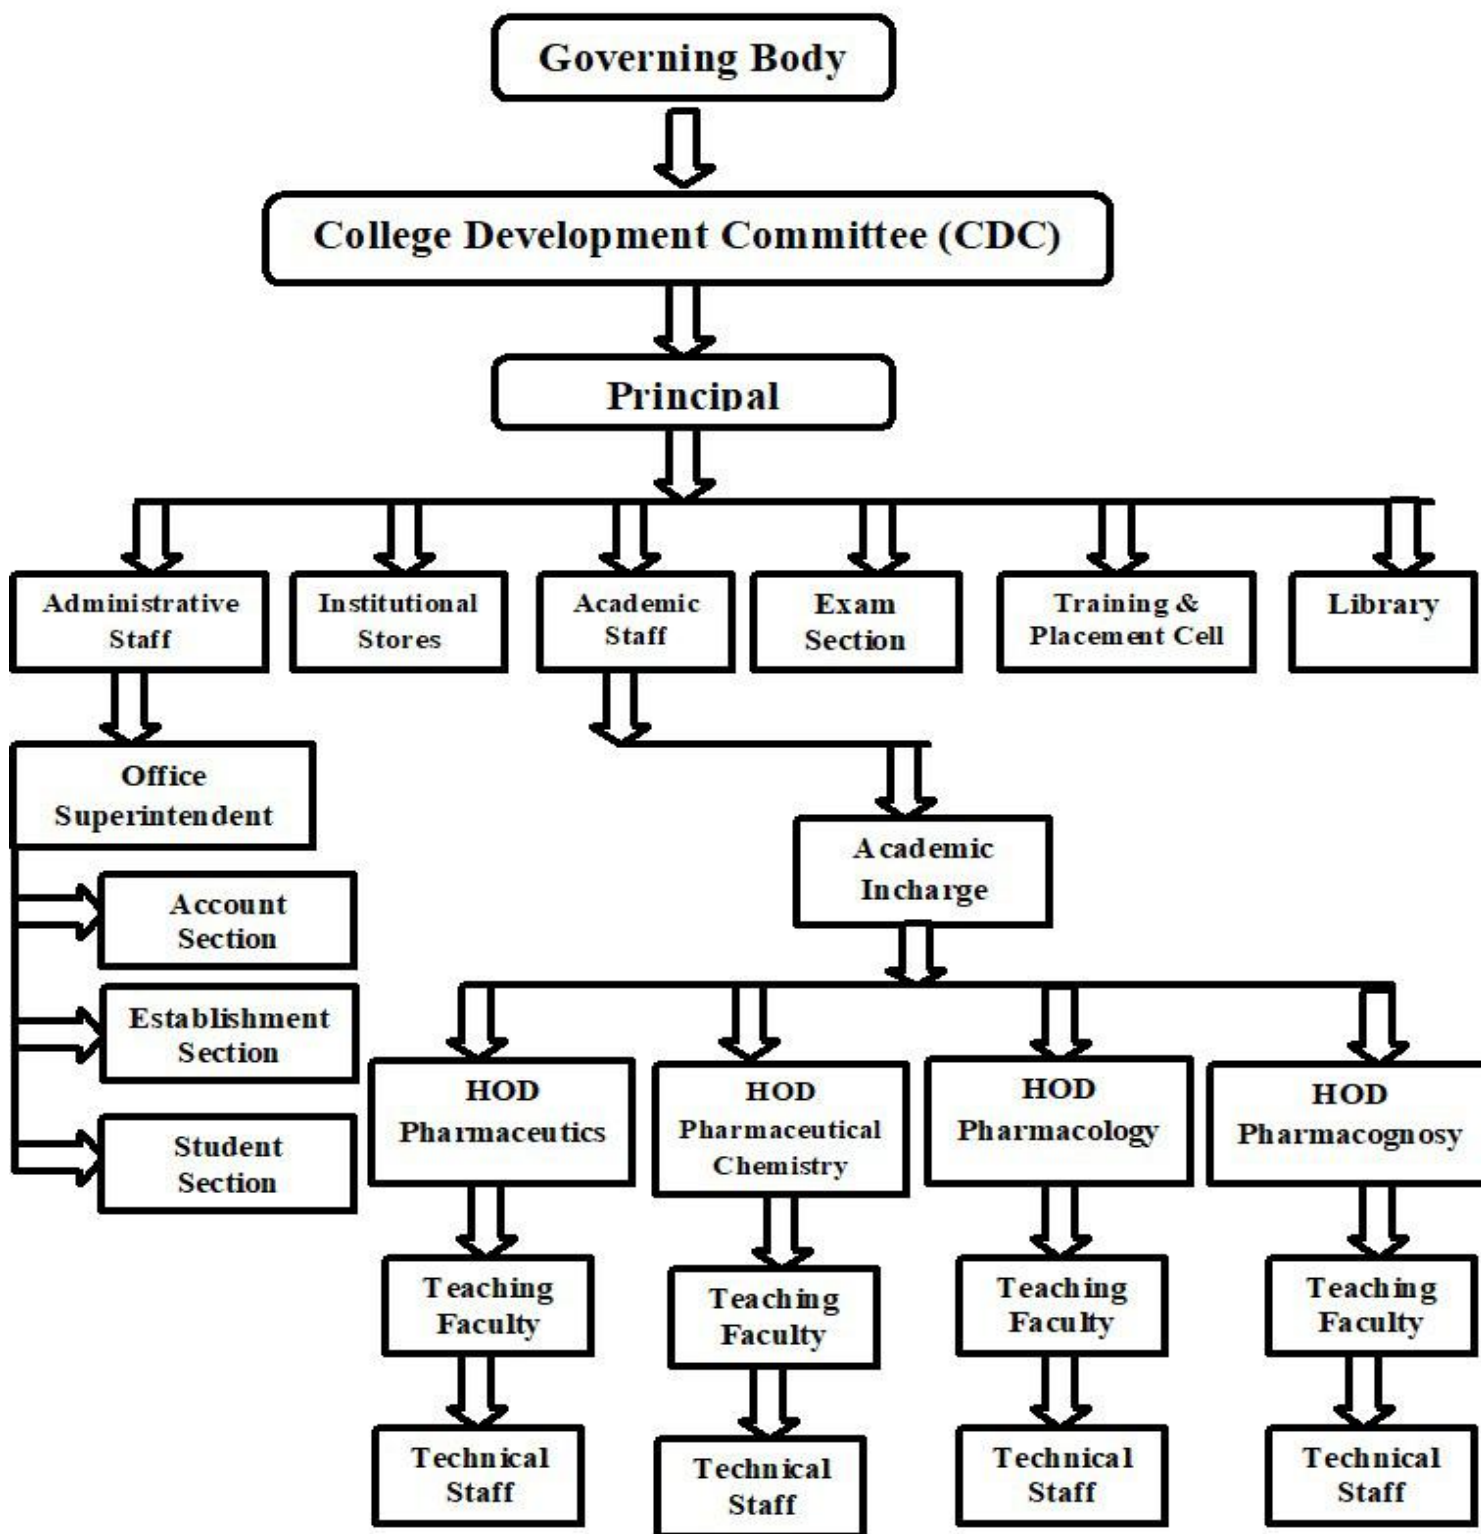 Governing Body
College Development Committee (CDC)
Principal
Administrative
Staff
Institutional
Stores
Academic
Staff
Exam
Section
Training &
Placement Cell
Library
Office
Superintendent
Account
Section
Establishment
Section
Student
Section
Academic
Incharge
HOD
Pharmaceutics
HOD
Pharmaceutical
Chemistry
HOD
Pharmacology
HOD
Pharmacognosy
Teaching
Faculty
Teaching
Faculty
Teaching
Faculty
Teaching
Faculty
Technical
Staff
Technical
Staff
Technical
Staff
Technical
Staff